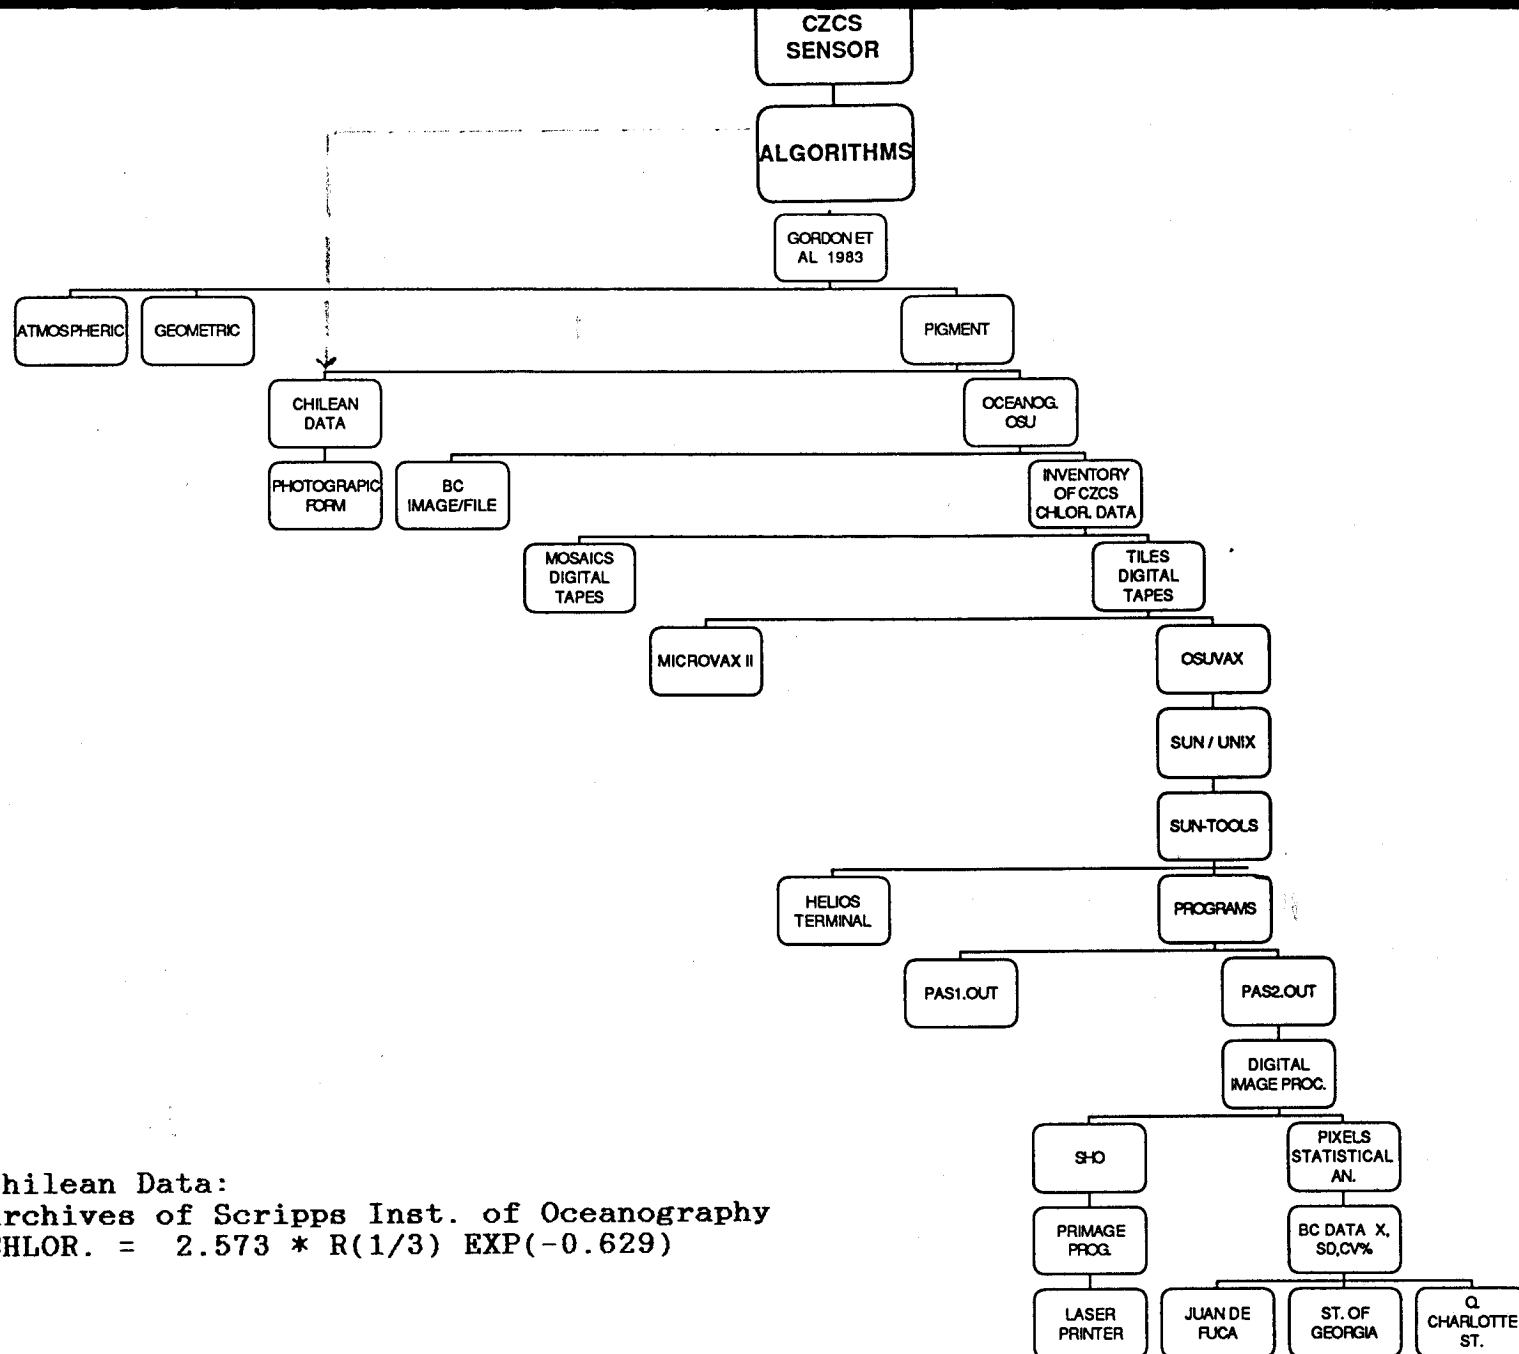 CZCS
SENSOR
ALGORITHMS
GORDON ET
AL 1983
ATMOSPHERIC
GEOMETRIC
PIGMENT
CHILEAN
DATA
OCEANOG.
OSU
PHOTOGRAPIC
FORM
BC
IMAGE/FILE
INVENTORY
OF CZCS
CHLOR. DATA
MOSAICS
DIGITAL
TAPES
TILES
DIGITAL
TAPES
MICROVAX II
OSUVAX
SUN / UNIX
SUN-TOOLS
HELIOS
TERMINAL
PROGRAMS
PAS1.OUT
PAS2.OUT
DIGITAL
IMAGE PROC.
SHO
PIXELS
STATISTICAL
AN.
PRIMAGE
PROG.
BC DATA X,
SD,CV%
LASER
PRINTER
JUAN DE
FUCA
ST. OF
GEORGIA
Q.
CHARLOTTE
ST.
hilean Data:
rchives of Scripps Inst. of Oceanography
HLOR. = 2.573 * R(1/3) EXP(-0.629)